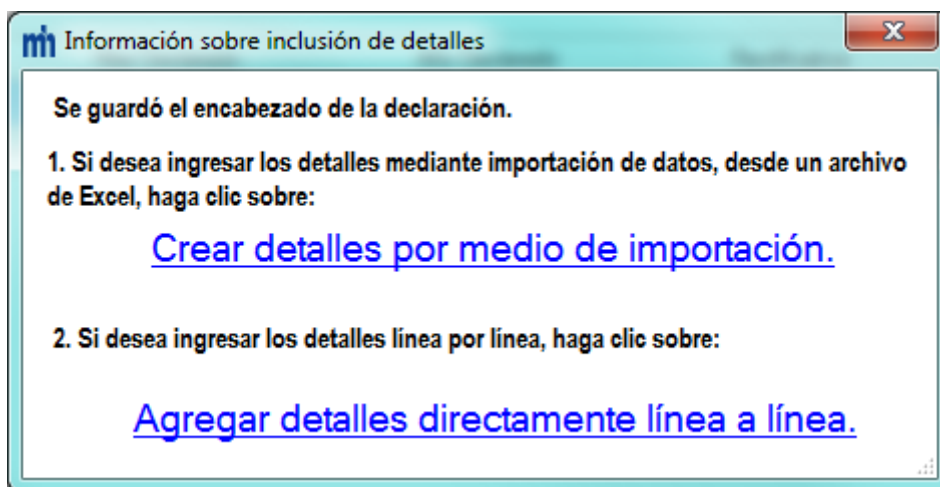 mh Información sobre inclusión de detalles
Se guardó el encabezado de la declaración.
1. Si desea ingresar los detalles mediante importación de datos, desde un archivo
de Excel, haga clic sobre:
Crear detalles por medio de importación.
2. Si desea ingresar los detalles línea por línea, haga clic sobre:
Agregar detalles directamente línea a línea.